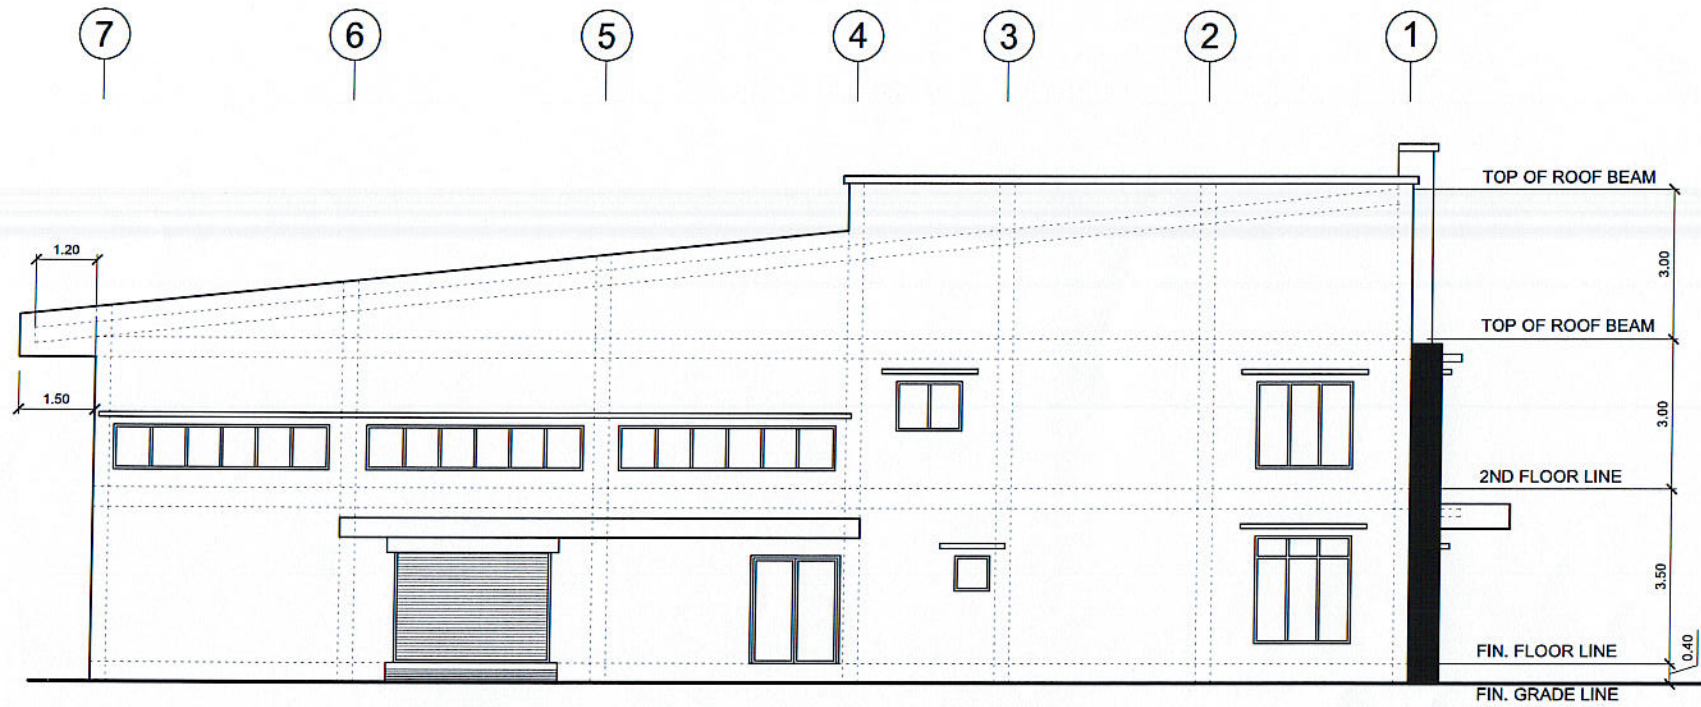 7 6 5 4 3 2 1
TOP OF ROOF BEAM
1.20
3.00
TOP OF ROOF BEAM
1.50
3.00
2ND FLOOR LINE
3.50
FIN. FLOOR LINE
0.40
FIN. GRADE LINE